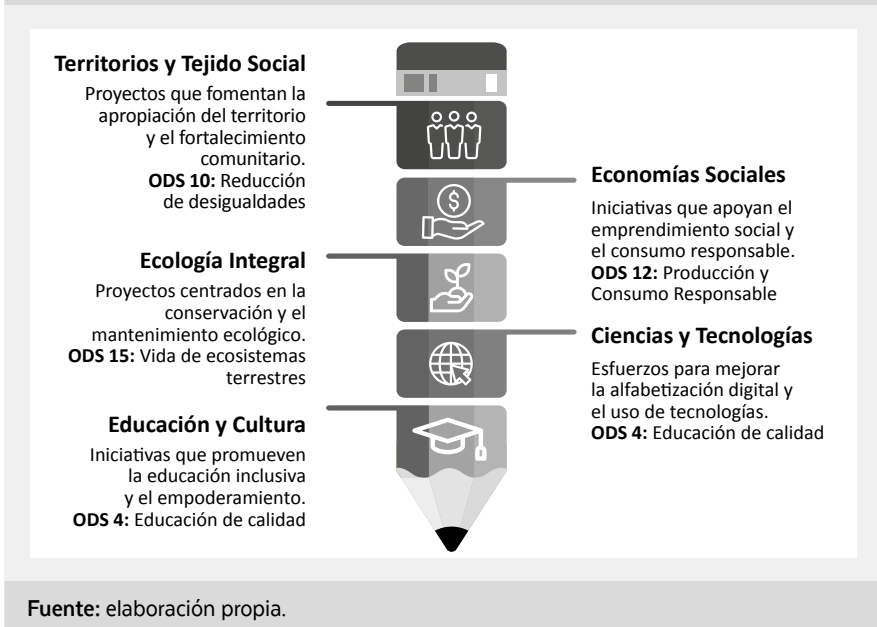 Territorios y Tejido Social
Proyectos que fomentan la
apropiación del territorio
y el fortalecimiento
comunitario.
ODS 10: Reducción
de desigualdades
$
Economías Sociales
Iniciativas que apoyan el
emprendimiento social y
el consumo responsable.
ODS 12: Producción y
Consumo Responsable
Ecología Integral
Proyectos centrados en la
conservación y el
mantenimiento ecológico.
ODS 15: Vida de ecosistemas
terrestres
Ciencias y Tecnologías
Esfuerzos para mejorar
la alfabetización digital y
el uso de tecnologías.
ODS 4: Educación de calidad
Educación y Cultura
Iniciativas que promueven
la educación inclusiva
y el empoderamiento.
ODS 4: Educación de calidad
Fuente: elaboración propia.